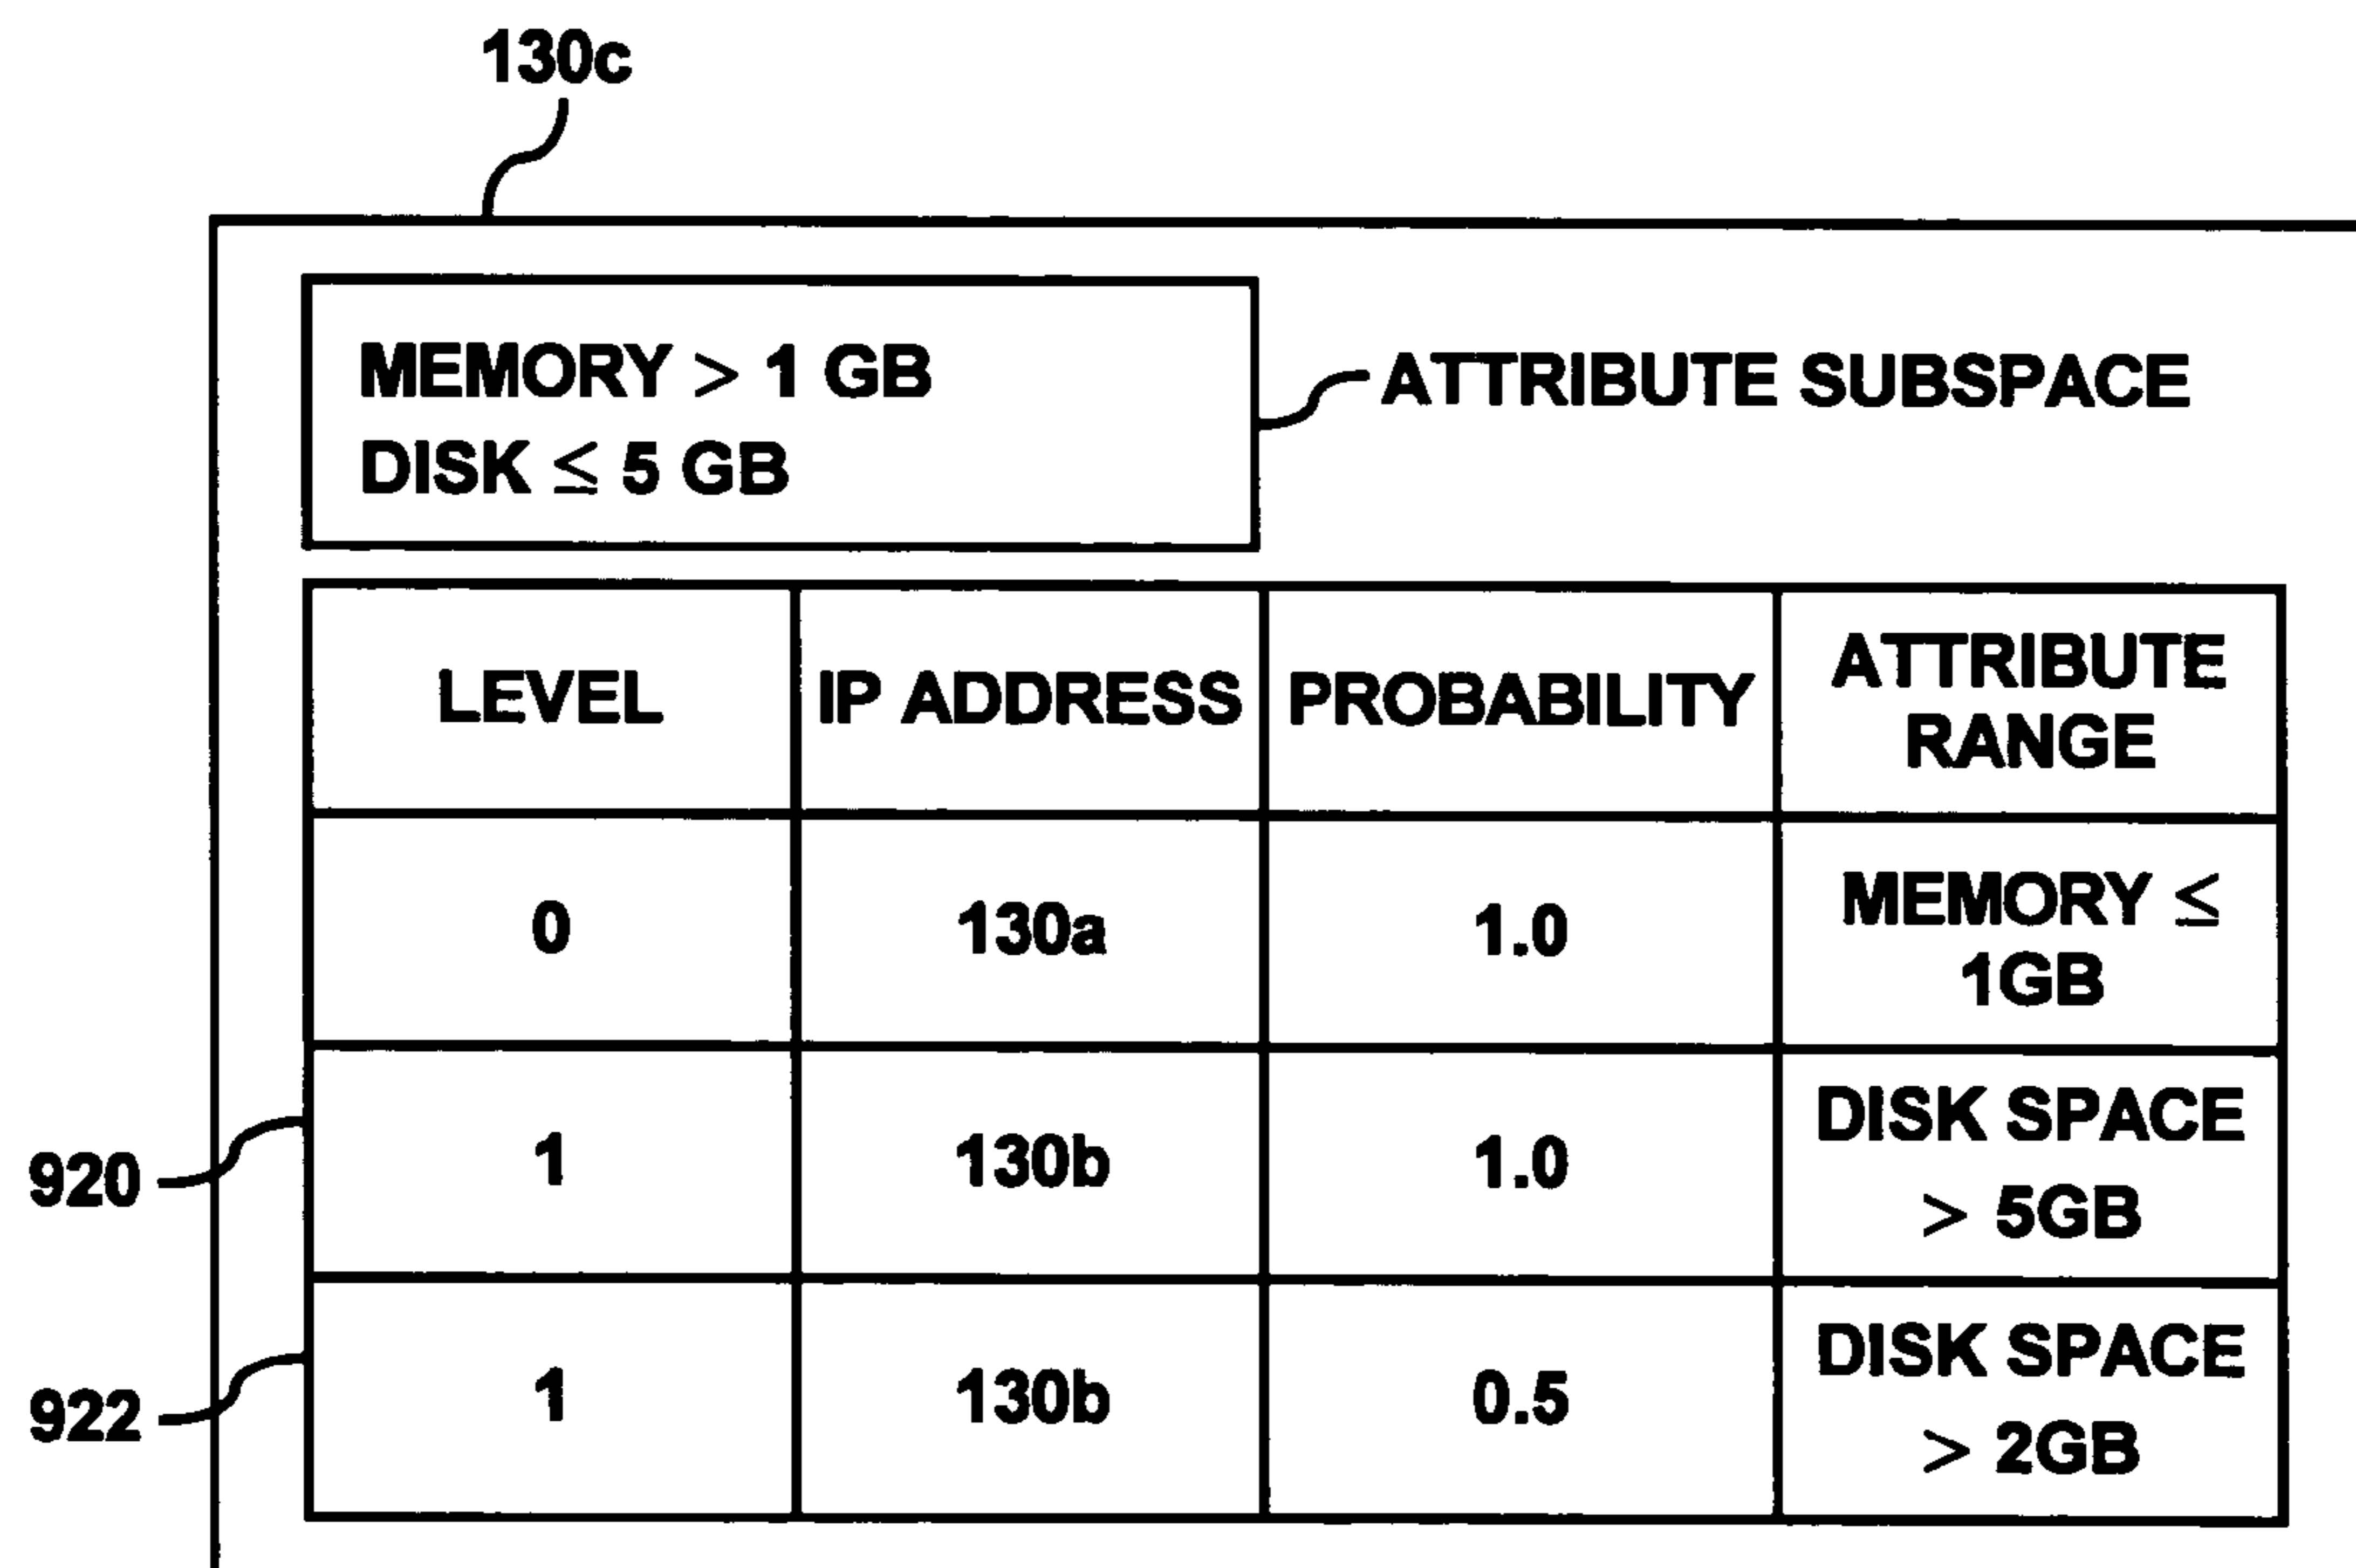 130c
MEMORY > 1 GB
DISK ≤ 5 GB
ATTRIBUTE SUBSPACE
LEVEL
IP ADDRESS
PROBABILITY
ATTRIBUTE
RANGE
0
130a
1.0
MEMORY ≤
1GB
920
1
130b
1.0
DISK SPACE
> 5GB
922
1
130b
0.5
DISK SPACE
> 2GB